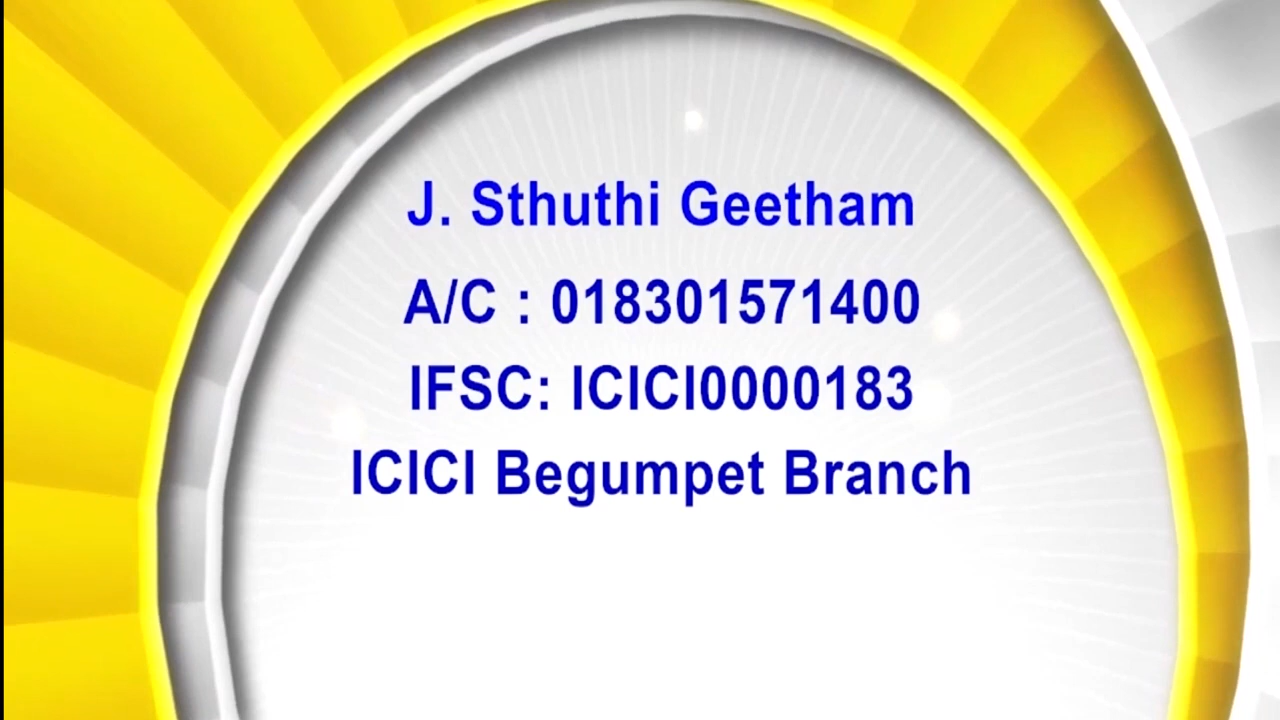 J. Sthuthi Geetham
A/C : 018301571400
IFSC: ICICI0000183
ICICI Begumpet Branch